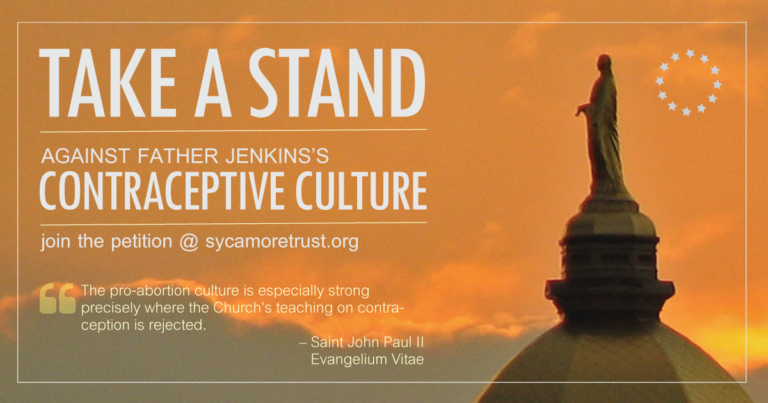 TAKE A STAND
AGAINST FATHER JENKINS'S
CONTRACEPTIVE CULTURE
join the petition @ sycamoretrust.org
The pro-abortion culture is especially strong
precisely where the Church's teaching on contra-
ception is rejected.
– Saint John Paul II
Evangelium Vitae